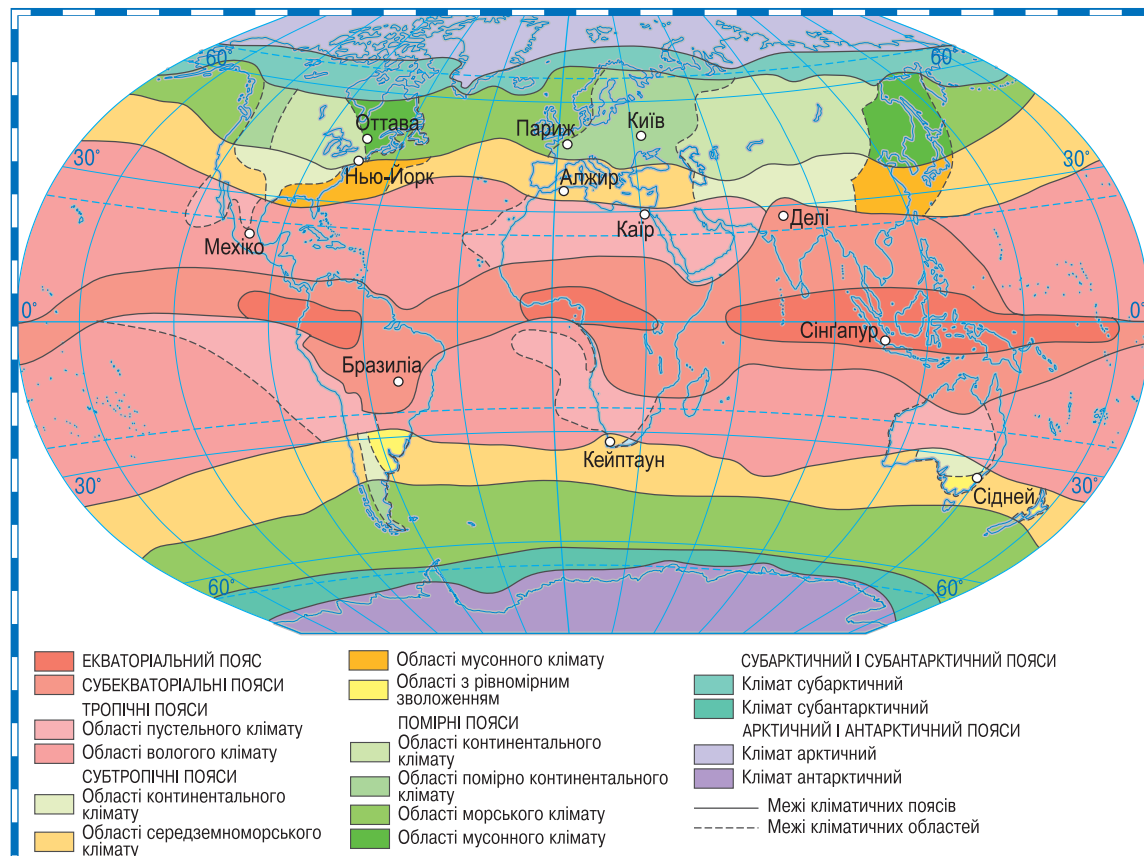 60˚
60˚
Оттава
Париж
Київ
30˚
30˚
Нью-Йорк
Алжир
Мехіко
Каїр
Делі
0˚
0˚
Сінґапур
Бразиліа
Кейптаун
Сідней
30˚
30˚
60˚
60˚
ЕКВАТОРІАЛЬНИЙ ПОЯС
СУБЕКВАТОРІАЛЬНІ ПОЯСИ
ТРОПІЧНІ ПОЯСИ
Області пустельного клімату
Області вологого клімату
СУБТРОПІЧНІ ПОЯСИ
Області континентального
клімату
Області середземноморського
клімату
Області мусонного клімату
Області з рівномірним
зволоженням
ПОМІРНІ ПОЯСИ
Області континентального
клімату
Області помірно континентального
клімату
Області морського клімату
Області мусонного клімату
СУБАРКТИЧНИЙ І СУБАНТАРКТИЧНИЙ ПОЯСИ
Клімат субарктичний
Клімат субантарктичний
АРКТИЧНИЙ І АНТАРКТИЧНИЙ ПОЯСИ
Клімат арктичний
Клімат антарктичний
Межі кліматичних поясів
Межі кліматичних областей